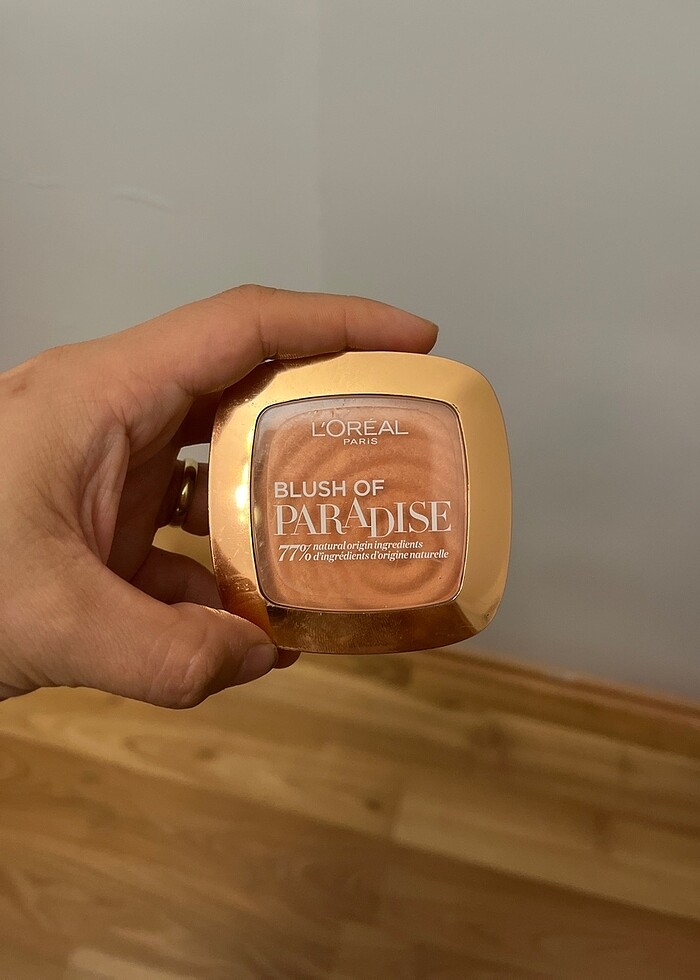 L'ORÉAL
PARIS
BLUSH OF
PARADISE
77% natural origin ingredients
d'ingrédients d'origine naturelle